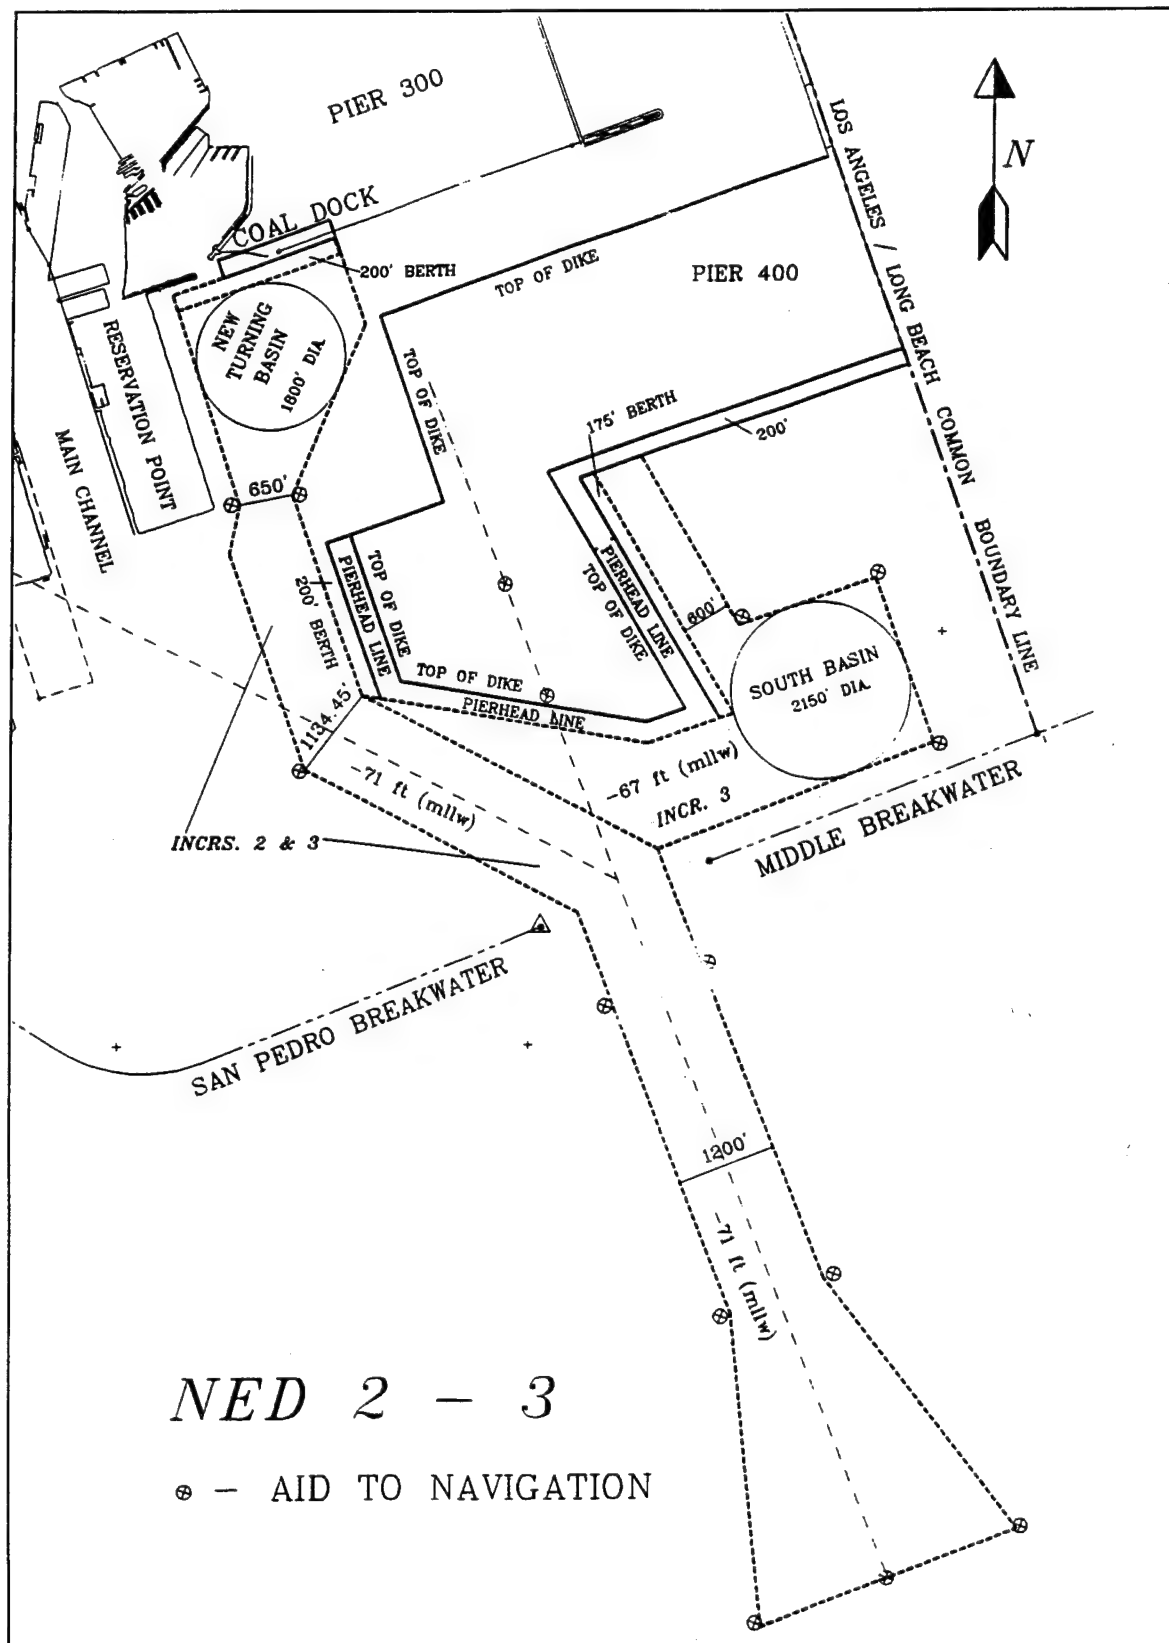 PIER 300
LOS ANGELES / LONG BEACH COMMON BOUNDARY LINE
N
COAL DOCK
200' BERTH
TOP OF DIKE
PIER 400
NEW
TURNING
BASIN
1800' DIA.
RESERVATION POINT
MAIN CHANNEL
TOP OF DIKE
175' BERTH
200'
650'
200' BERTH
PIERHEAD LINE
TOP OF DIKE
TOP OF DIKE
PIERHEAD LINE
PIERHEAD LINE
TOP OF DIKE
600'
SOUTH BASIN
2150' DIA.
1134.45'
-71 ft (mllw)
-67 ft (mllw)
INCR. 3
INCRS. 2 & 3
MIDDLE BREAKWATER
SAN PEDRO BREAKWATER
1200'
-71 ft (mllw)
NED 2 - 3
⊗ - AID TO NAVIGATION